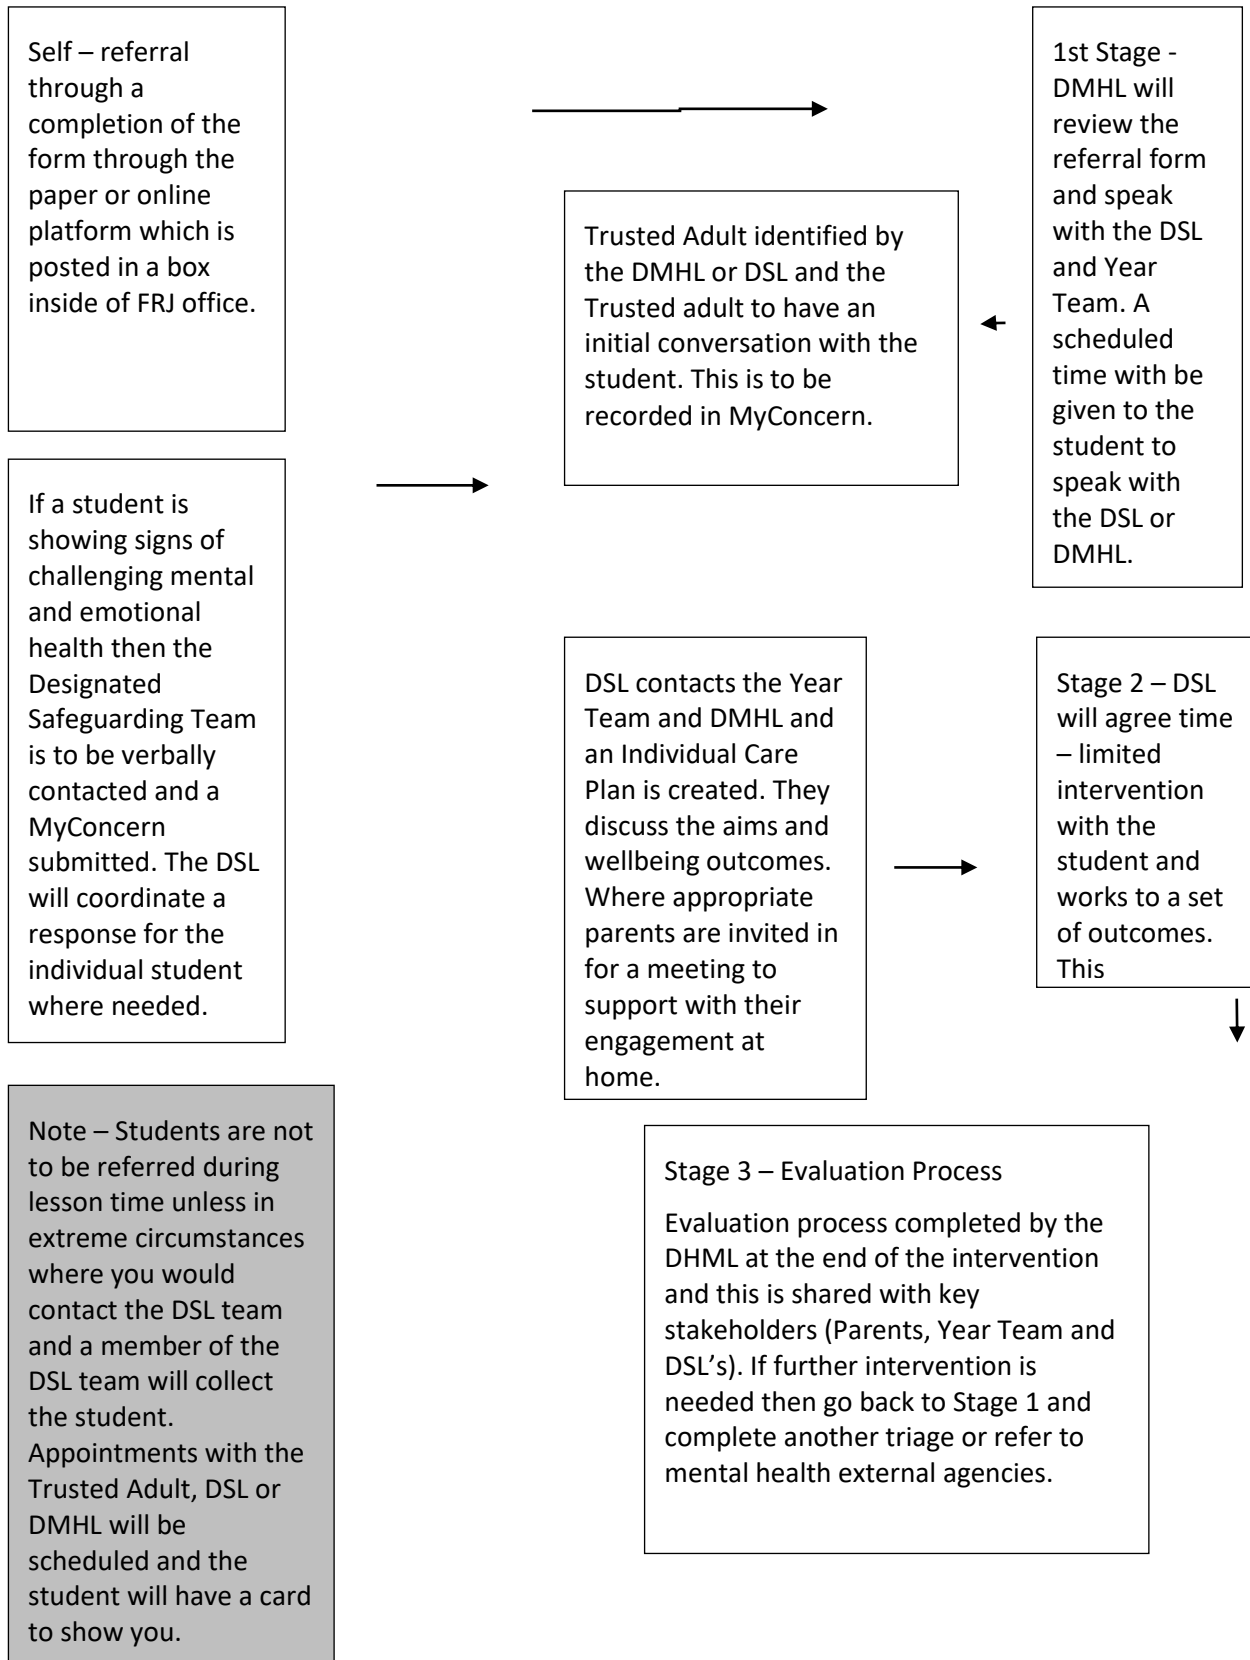 Self – referral
through a
completion of the
form through the
paper or online
platform which is
posted in a box
inside of FRJ office.
1st Stage -
DMHL will
review the
referral form
and speak
with the DSL
and Year
Team. A
scheduled
time with be
given to the
student to
speak with
the DSL or
DMHL.
Trusted Adult identified by
the DMHL or DSL and the
Trusted adult to have an
initial conversation with the
student. This is to be
recorded in MyConcern.
If a student is
showing signs of
challenging mental
and emotional
health then the
Designated
Safeguarding Team
is to be verbally
contacted and a
MyConcern
submitted. The DSL
will coordinate a
response for the
individual student
where needed.
DSL contacts the Year
Team and DMHL and
an Individual Care
Plan is created. They
discuss the aims and
wellbeing outcomes.
Where appropriate
parents are invited in
for a meeting to
support with their
engagement at
home.
Stage 2 – DSL
will agree time
– limited
intervention
with the
student and
works to a set
of outcomes.
This
Note – Students are not
to be referred during
lesson time unless in
extreme circumstances
where you would
contact the DSL team
and a member of the
DSL team will collect
the student.
Appointments with the
Trusted Adult, DSL or
DMHL will be
scheduled and the
student will have a card
to show you.
Stage 3 – Evaluation Process
Evaluation process completed by the
DHML at the end of the intervention
and this is shared with key
stakeholders (Parents, Year Team and
DSL's). If further intervention is
needed then go back to Stage 1 and
complete another triage or refer to
mental health external agencies.